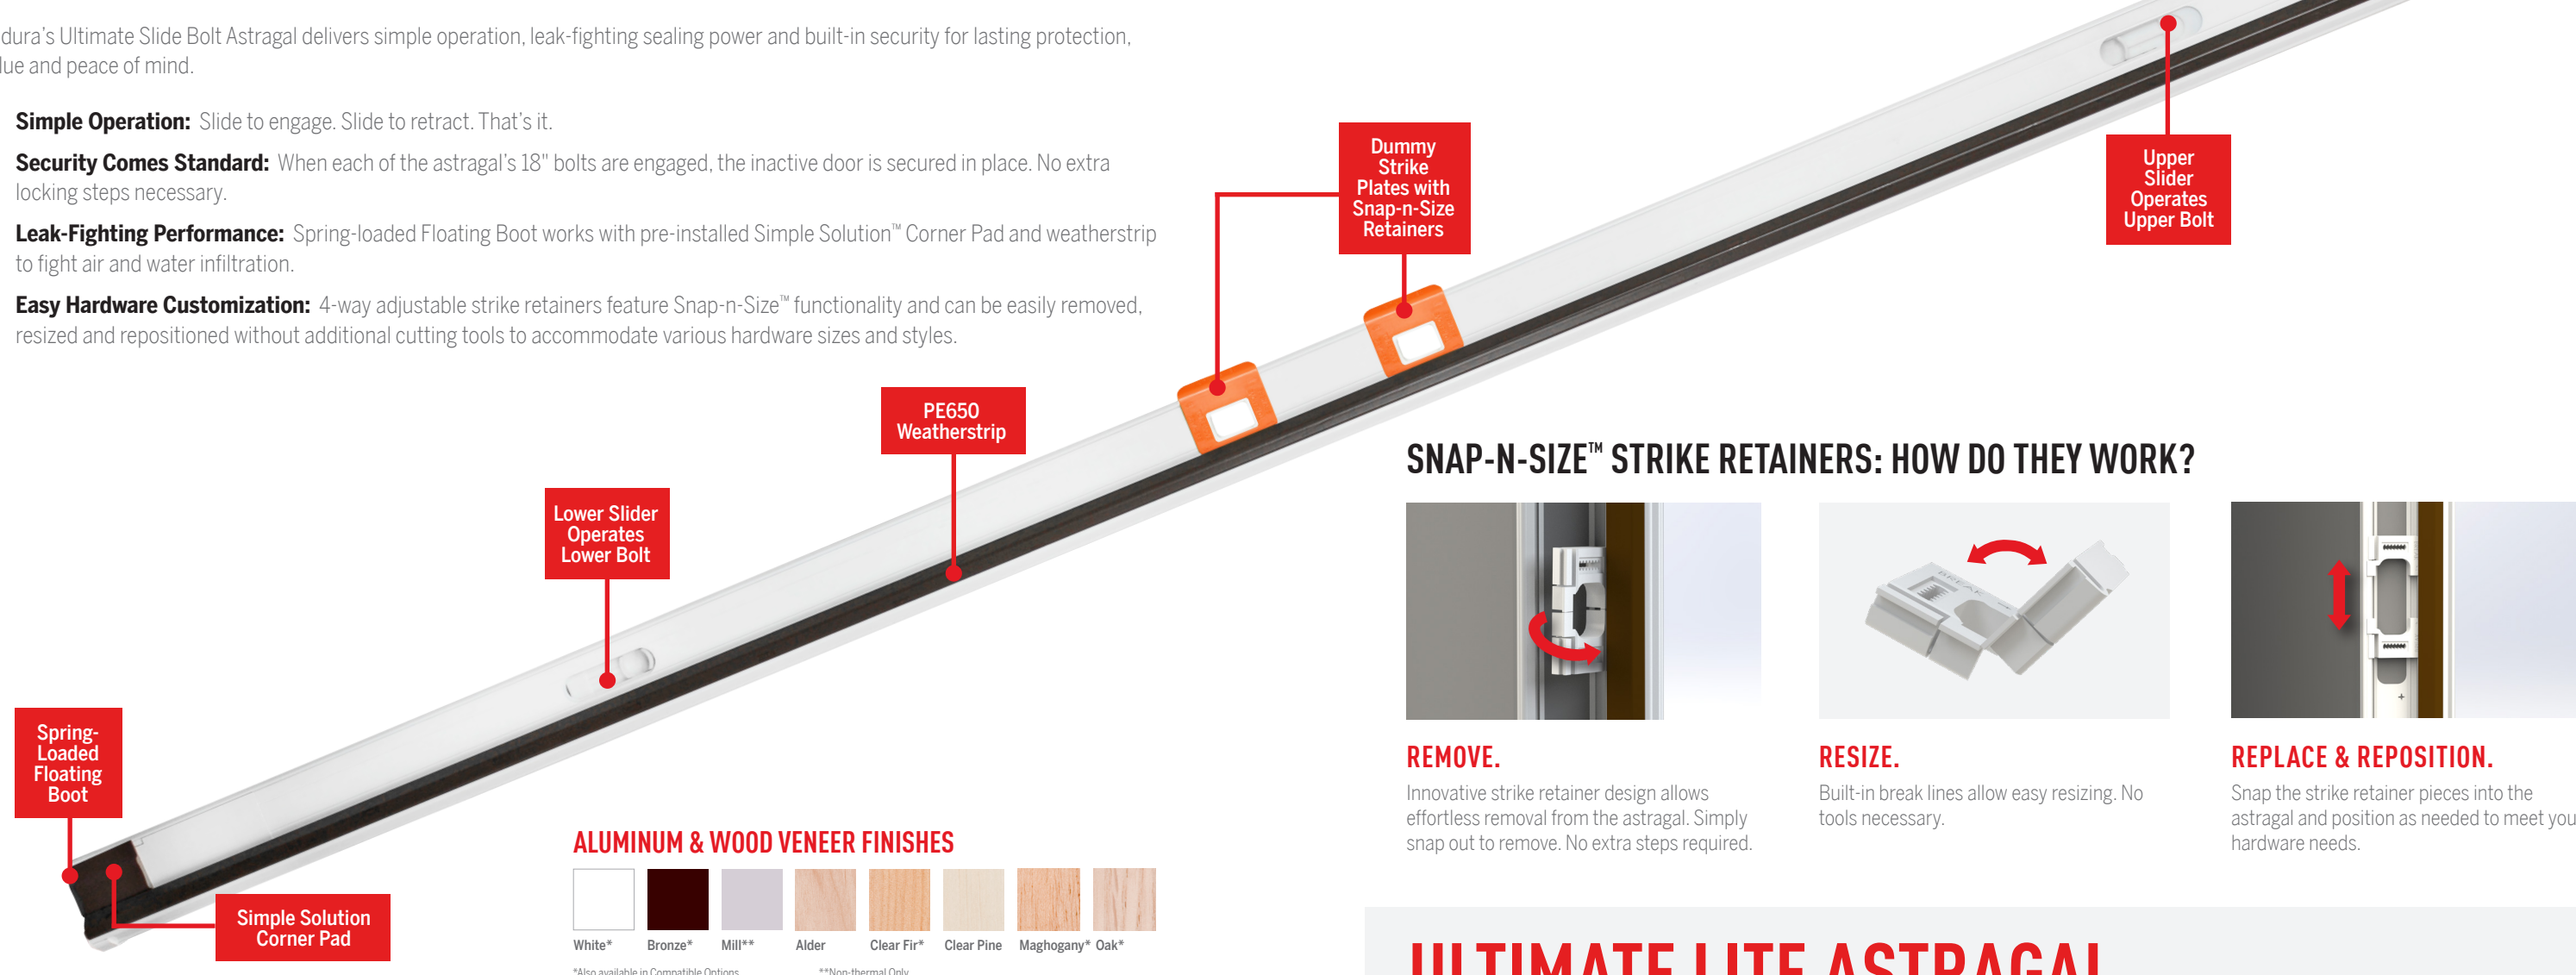 dura's Ultimate Slide Bolt Astragal delivers simple operation, leak-fighting sealing power and built-in security for lasting protection,
lue and peace of mind.
Simple Operation: Slide to engage. Slide to retract. That's it.
Security Comes Standard: When each of the astragal's 18" bolts are engaged, the inactive door is secured in place. No extra
locking steps necessary.
Leak-Fighting Performance: Spring-loaded Floating Boot works with pre-installed Simple Solution™ Corner Pad and weatherstrip
to fight air and water infiltration.
Easy Hardware Customization: 4-way adjustable strike retainers feature Snap-n-Size™ functionality and can be easily removed,
resized and repositioned without additional cutting tools to accommodate various hardware sizes and styles.
Dummy
Strike
Plates with
Snap-n-Size
Retainers
Upper
Slider
Operates
Upper Bolt
PE650
Weatherstrip
Lower Slider
Operates
Lower Bolt
Spring-
Loaded
Floating
Boot
Simple Solution
Corner Pad
ALUMINUM & WOOD VENEER FINISHES
White* Bronze* Mill** Alder Clear Fir* Clear Pine Maghogany* Oak*
*Also available in Compatible Options **Non-thermal Only
SNAP-N-SIZE™ STRIKE RETAINERS: HOW DO THEY WORK?
BREAK
REMOVE.
Innovative strike retainer design allows
effortless removal from the astragal. Simply
snap out to remove. No extra steps required.
RESIZE.
Built-in break lines allow easy resizing. No
tools necessary.
REPLACE & REPOSITION.
Snap the strike retainer pieces into the
astragal and position as needed to meet you
hardware needs.
ULTIMATE LITE ASTRAGAL